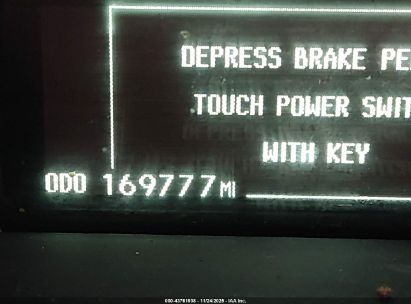 DEPRESS BRAKE PE
TOUCH POWER SWIT
WITH KEY
ODO 169777 MI